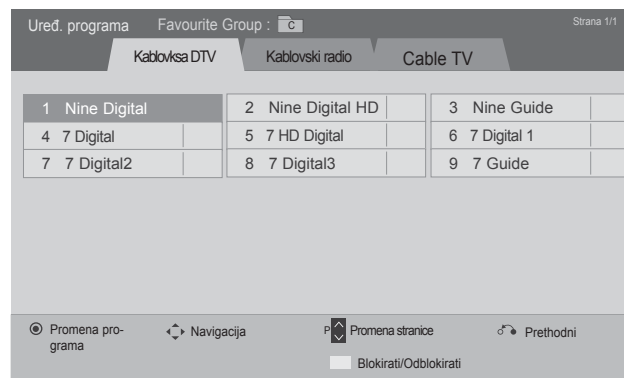 Uređ. programa Favourite Group : C Strana 1/1
Kablovksa DTV Kablovski radio Cable TV
1 Nine Digital 2 Nine Digital HD 3 Nine Guide
4 7 Digital 5 7 HD Digital 6 7 Digital 1
7 7 Digital2 8 7 Digital3 9 7 Guide
Promena pro-
grama Navigacija P Promena stranice Prethodni
Blokirati/Odblokirati